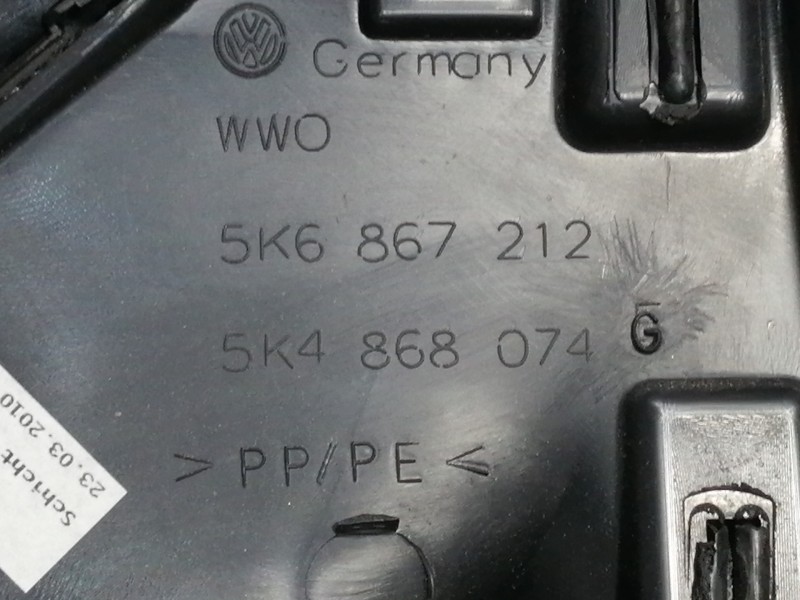 Germany
WWO
5K6 867 212
5K4 868 074 G
>PP/PE<
Schicht
23.03.2010